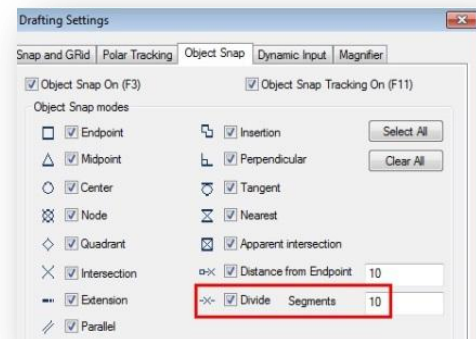 Drafting Settings
Snap and GRid Polar Tracking Object Snap Dynamic Input Magnifier
Object Snap On (F3) Object Snap Tracking On (F11)
Object Snap modes
Endpoint Insertion Select All
Midpoint Perpendicular Clear All
Center Tangent
Node Nearest
Quadrant Apparent intersection
Intersection Distance from Endpoint 10
Extension Divide Segments 10
Parallel